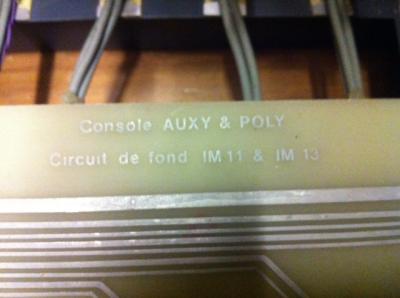 Console AUXY & POLY
Circuit de fond IM 11 & IM 13